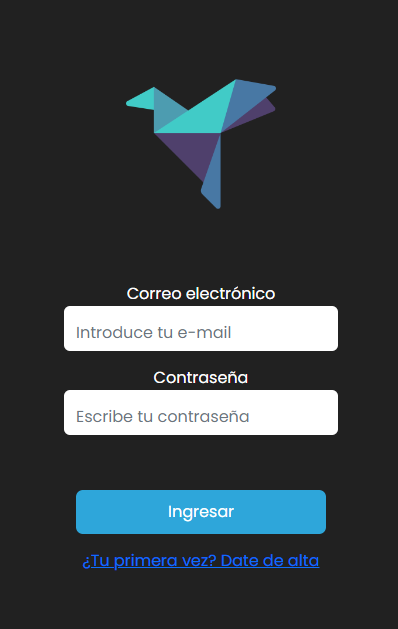 Correo electrónico
Introduce tu e-mail
Contraseña
Escribe tu contraseña
Ingresar
¿Tu primera vez? Date de alta